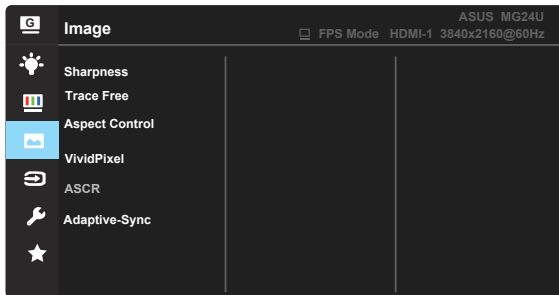 G
Image
ASUS MG24U
FPS Mode HDMI-1 3840x2160@60Hz
Sharpness
Trace Free
Aspect Control
VividPixel
ASCR
Adaptive-Sync